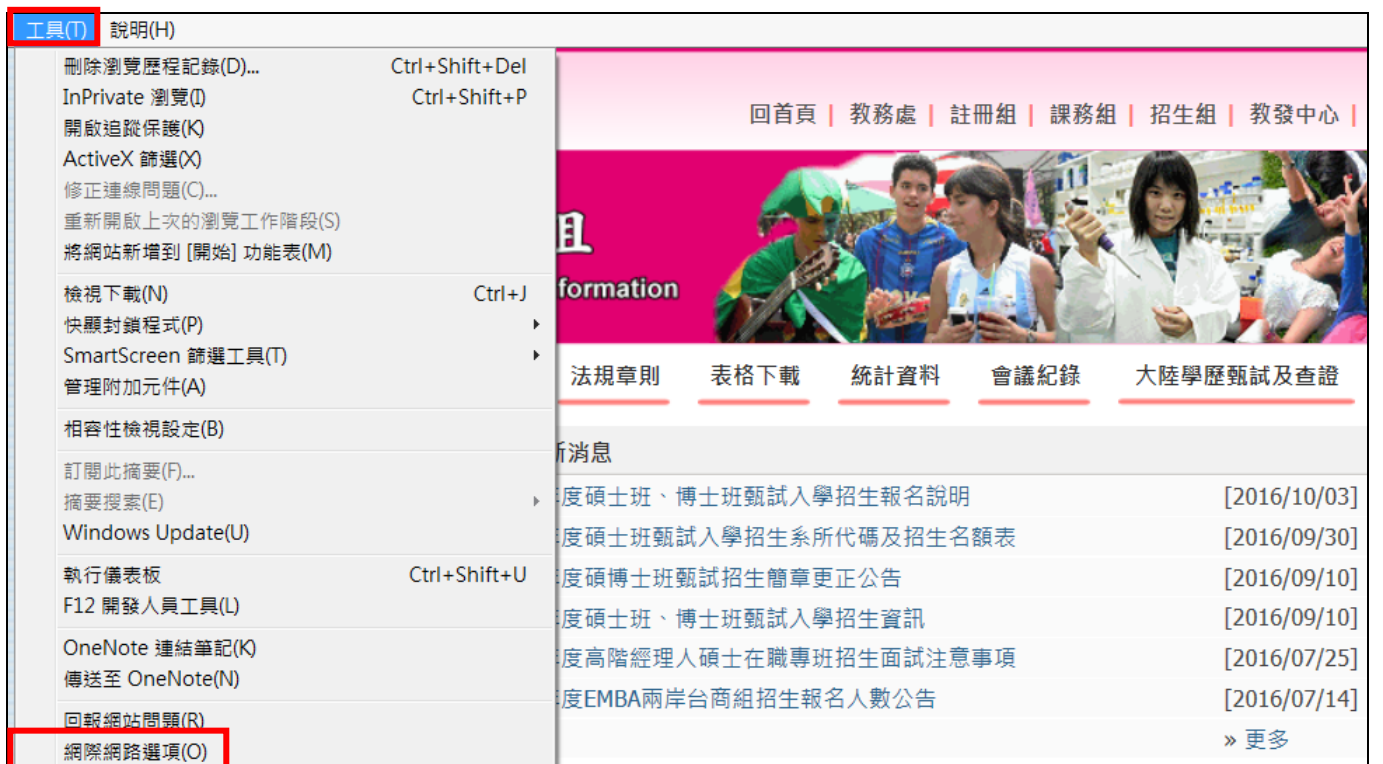 工具(T) 說明(H)
刪除瀏覽歷程記錄(D)... Ctrl+Shift+Del
InPrivate 瀏覽(I) Ctrl+Shift+P
開啟追蹤保護(K)
ActiveX 篩選(X)
修正連線問題(C)...
重新開啟上次的瀏覽工作階段(S)
將網站新增到 [開始] 功能表(M)
檢視下載(N) Ctrl+J
快顯封鎖程式(P)
SmartScreen 篩選工具(T)
管理附加元件(A)
相容性檢視設定(B)
訂閱此摘要(F)...
摘要搜索(E)
Windows Update(U)
執行儀表板 Ctrl+Shift+U
F12 開發人員工具(L)
OneNote 連結筆記(K)
傳送至 OneNote(N)
回報網站問題(R)
網際網路選項(O)
回首頁 | 教務處 | 註冊組 | 課務組 | 招生組 | 教發中心 |
組
formation
法規章則 表格下載 統計資料 會議紀錄 大陸學歷甄試及查證
新消息
年度碩士班、博士班甄試入學招生報名說明 [2016/10/03]
年度碩士班甄試入學招生系所代碼及招生名額表 [2016/09/30]
年度碩博士班甄試招生簡章更正公告 [2016/09/10]
年度碩士班、博士班甄試入學招生資訊 [2016/09/10]
年度高階經理人碩士在職專班招生面試注意事項 [2016/07/25]
年度EMBA兩岸台商組招生報名人數公告 [2016/07/14]
» 更多